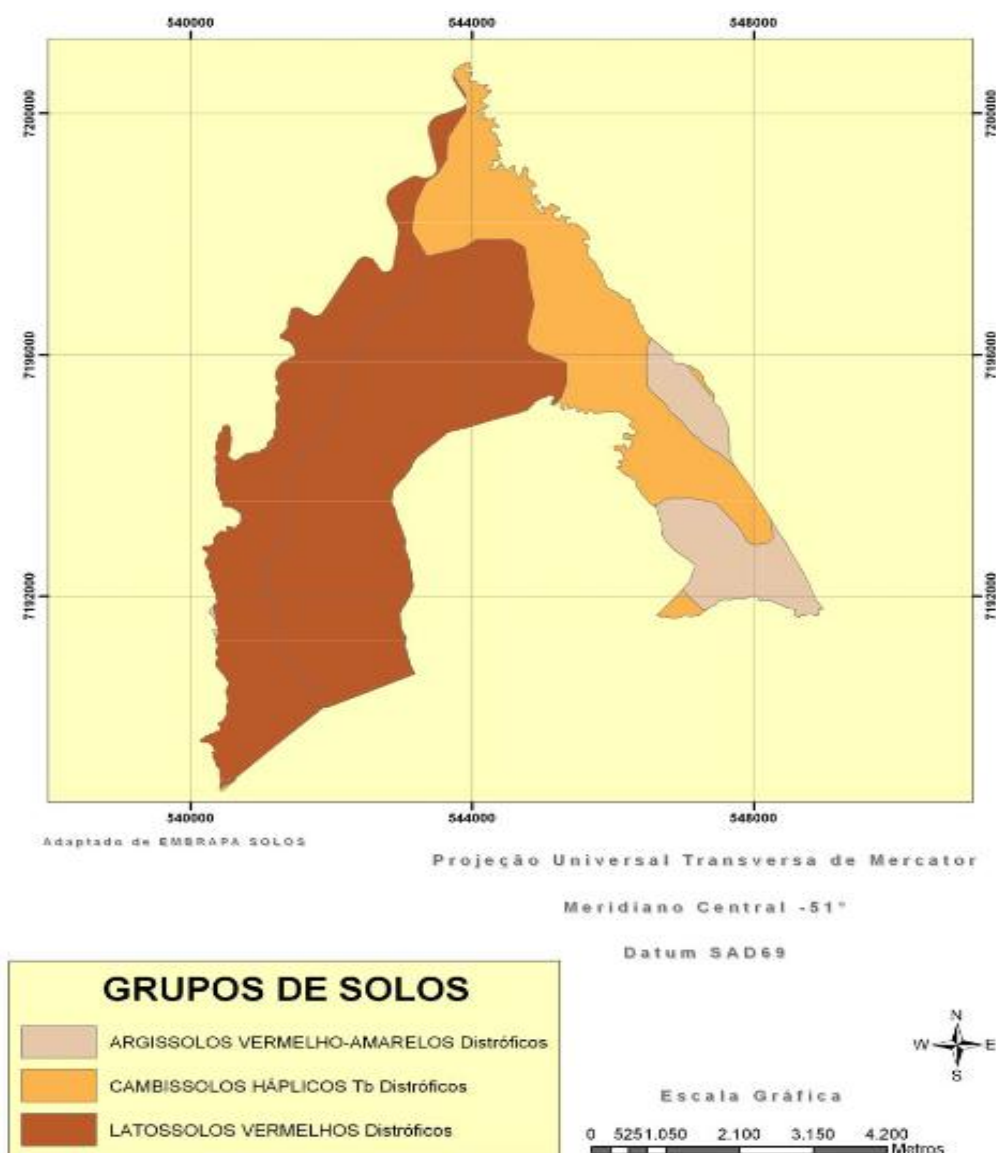 540000 544000 548000
7200000 7200000
7196000 7196000
7192000 7192000
540000 544000 548000
Adaptado de EMBRAPA SOLOS
Projeção Universal Transversa de Mercator
Meridiano Central -51°
Datum SAD69
GRUPOS DE SOLOS
ARGISSOLOS VERMELHO-AMARELOS Distróficos
CAMBISSOLOS HÁPLICOS Tb Distróficos
LATOSSOLOS VERMELHOS Distróficos
N
W E
S
Escala Gráfica
0 5251.050 2.100 3.150 4.200
Metros